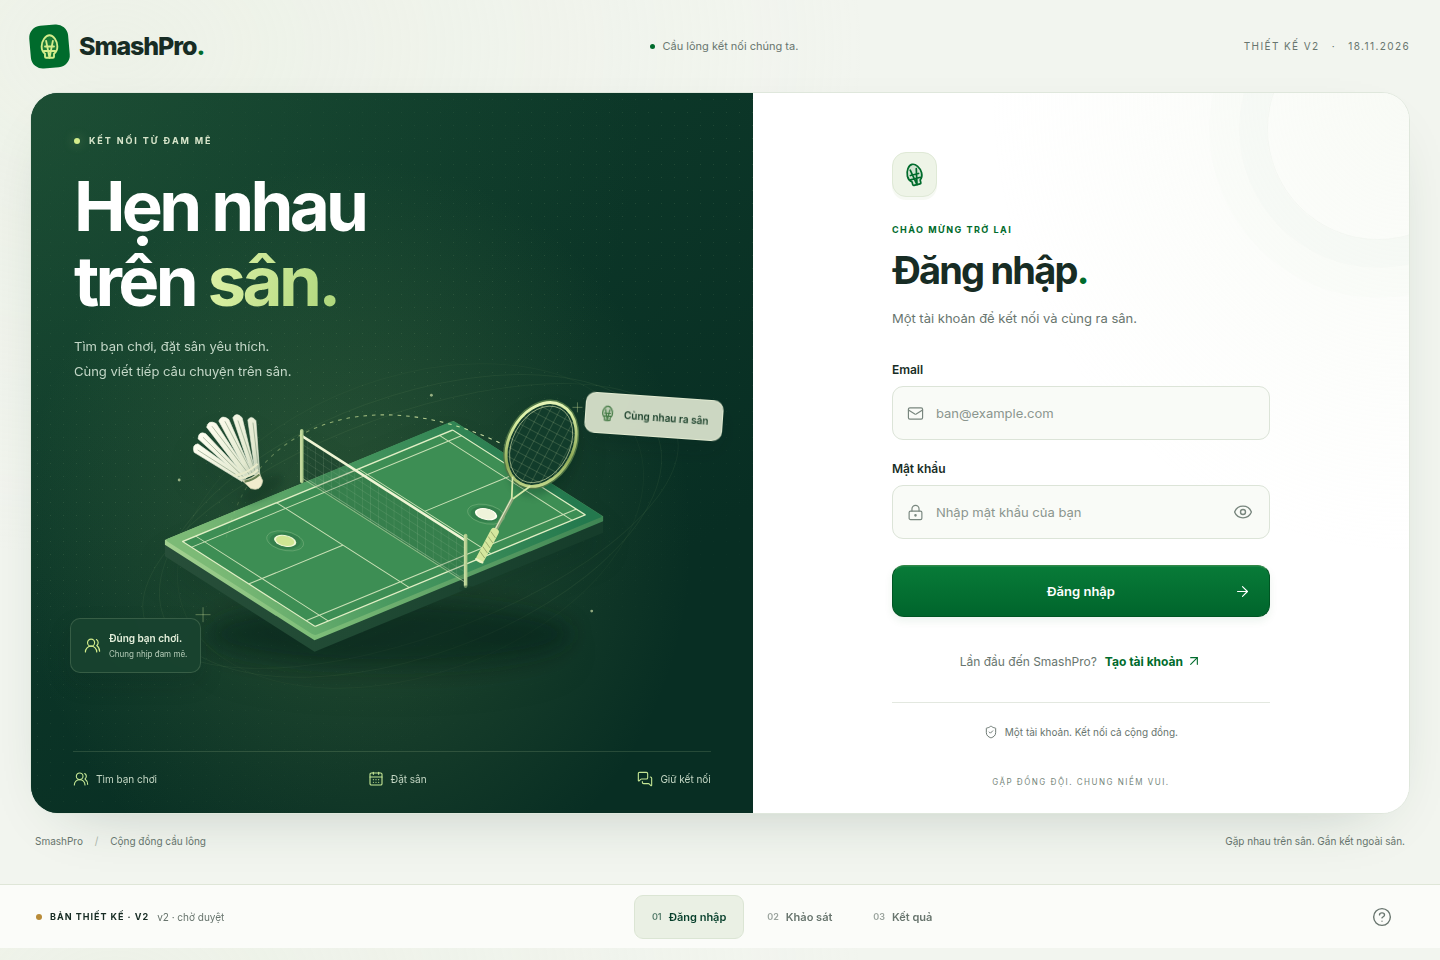 SmashPro.
Cầu lông kết nối chúng ta.
THIẾT KẾ V2 · 18.11.2026
KẾT NỐI TỪ ĐAM MÊ
Hẹn nhau
trên sân.
Tìm bạn chơi, đặt sân yêu thích.
Cùng viết tiếp câu chuyện trên sân.
Cùng nhau ra sân
Đúng bạn chơi.
Chung nhịp đam mê.
Tìm bạn chơi
Đặt sân
Giữ kết nối
CHÀO MỪNG TRỞ LẠI
Đăng nhập.
Một tài khoản để kết nối và cùng ra sân.
Email
ban@example.com
Mật khẩu
Nhập mật khẩu của bạn
Đăng nhập
Lần đầu đến SmashPro? Tạo tài khoản
Một tài khoản. Kết nối cả cộng đồng.
GẶP ĐỒNG ĐỘI. CHUNG NIỀM VUI.
SmashPro / Cộng đồng cầu lông
Gặp nhau trên sân. Gắn kết ngoài sân.
BẢN THIẾT KẾ · V2 v2 · chờ duyệt
01 Đăng nhập
02 Khảo sát
03 Kết quả